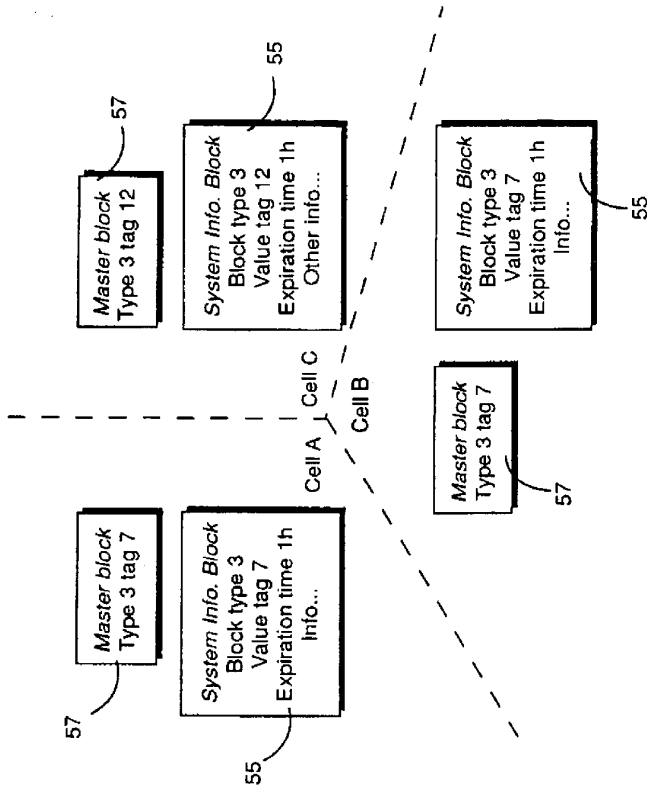 57
Master block
Type 3 tag 7
System Info. Block
Block type 3
Value tag 7
Expiration time 1h
Info...
55
Cell A
57
Master block
Type 3 tag 12
55
System Info. Block
Block type 3
Value tag 12
Expiration time 1h
Other info...
Cell C
Cell B
Master block
Type 3 tag 7
57
System Info. Block
Block type 3
Value tag 7
Expiration time 1h
Info...
55